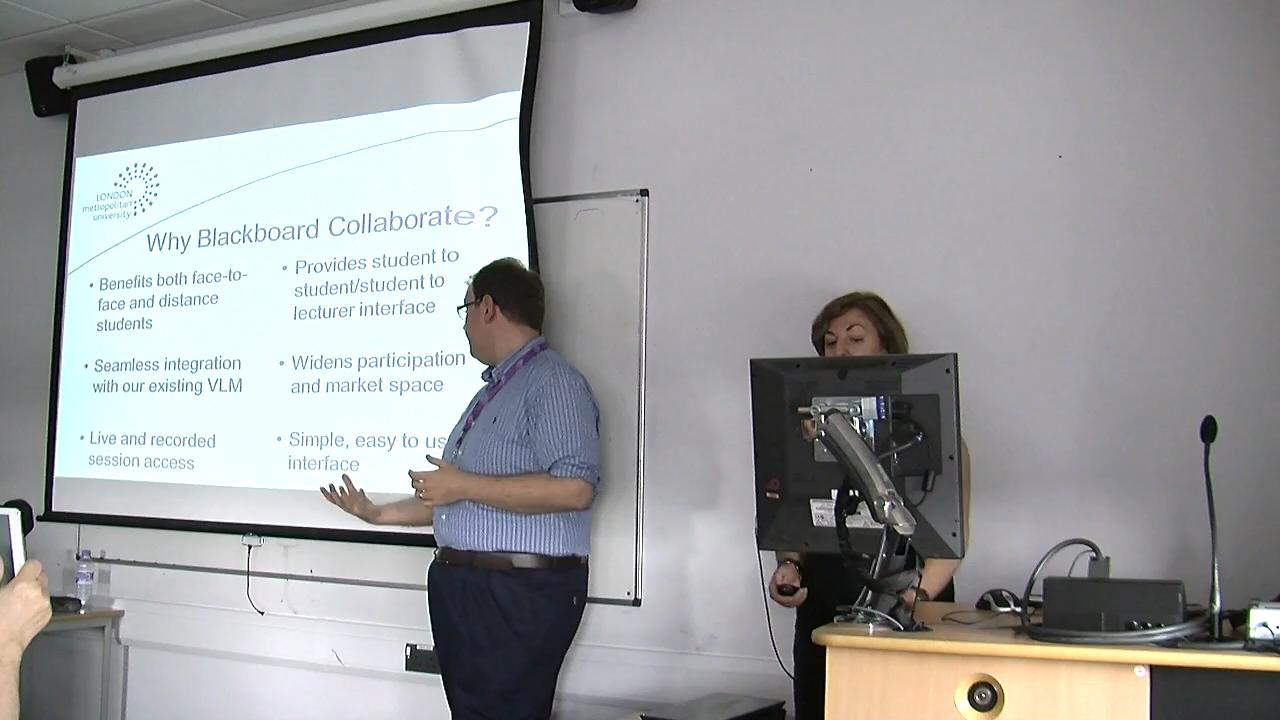 LONDON
metropolitan
university
Why Blackboard Collaborate?
• Benefits both face-to-
face and distance
students
• Seamless integration
with our existing VLM
• Live and recorded
session access
• Provides student to
student/student to
lecturer interface
• Widens participation
and market space
• Simple, easy to us
interface